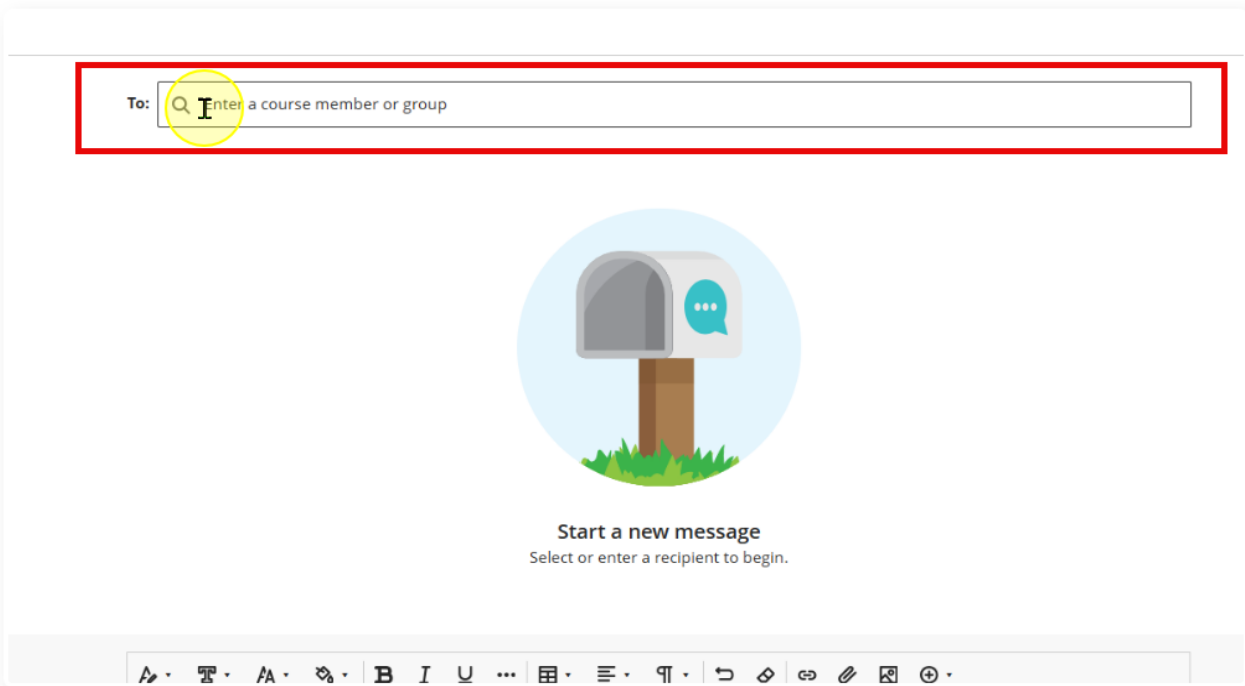 To: Enter a course member or group
Start a new message
Select or enter a recipient to begin.